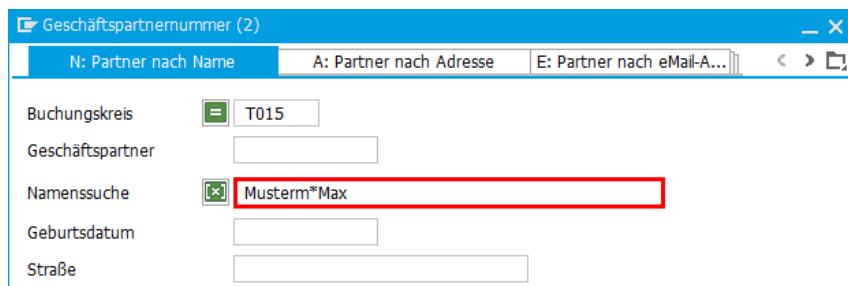 Geschäftspartnernummer (2)
N: Partner nach Name A: Partner nach Adresse E: Partner nach eMail-A...
Buchungskreis = T015
Geschäftspartner
Namenssuche Musterm*Max
Geburtsdatum
Straße